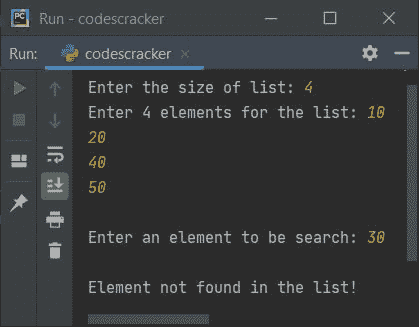 PC
Run - codescracker
Run: codescracker
Enter the size of list: 4
Enter 4 elements for the list: 10
20
40
50
Enter an element to be search: 30
Element not found in the list!